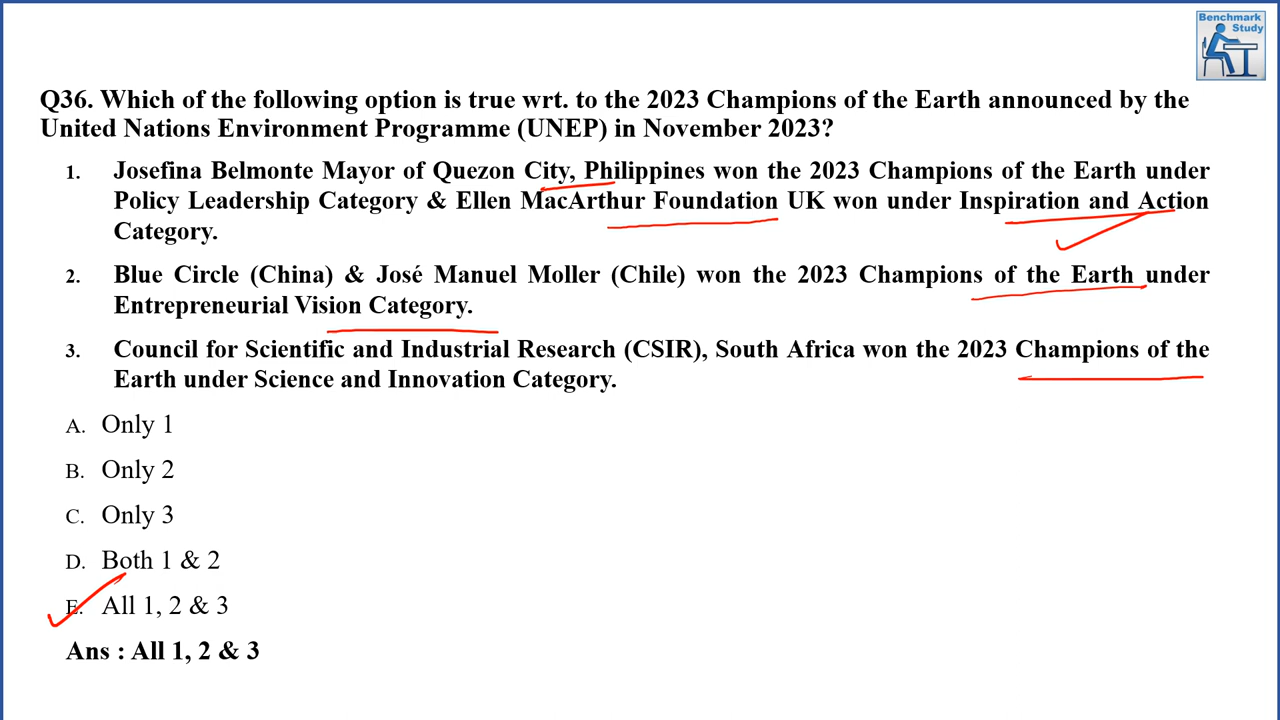 Benchmark
Study
Q36. Which of the following option is true wrt. to the 2023 Champions of the Earth announced by the
United Nations Environment Programme (UNEP) in November 2023?
1. Josefina Belmonte Mayor of Quezon City, Philippines won the 2023 Champions of the Earth under
Policy Leadership Category & Ellen MacArthur Foundation UK won under Inspiration and Action
Category.
2. Blue Circle (China) & José Manuel Moller (Chile) won the 2023 Champions of the Earth under
Entrepreneurial Vision Category.
3. Council for Scientific and Industrial Research (CSIR), South Africa won the 2023 Champions of the
Earth under Science and Innovation Category.
A. Only 1
B. Only 2
C. Only 3
D. Both 1 & 2
E. All 1, 2 & 3
Ans : All 1, 2 & 3